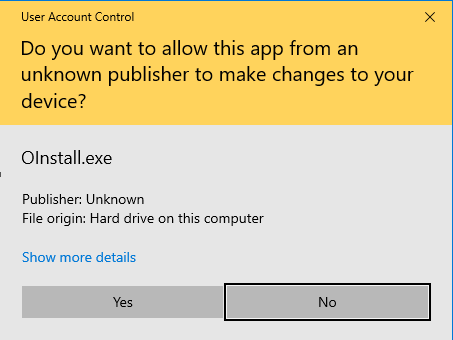 User Account Control
Do you want to allow this app from an
unknown publisher to make changes to your
device?
OInstall.exe
Publisher: Unknown
File origin: Hard drive on this computer
Show more details
Yes
No